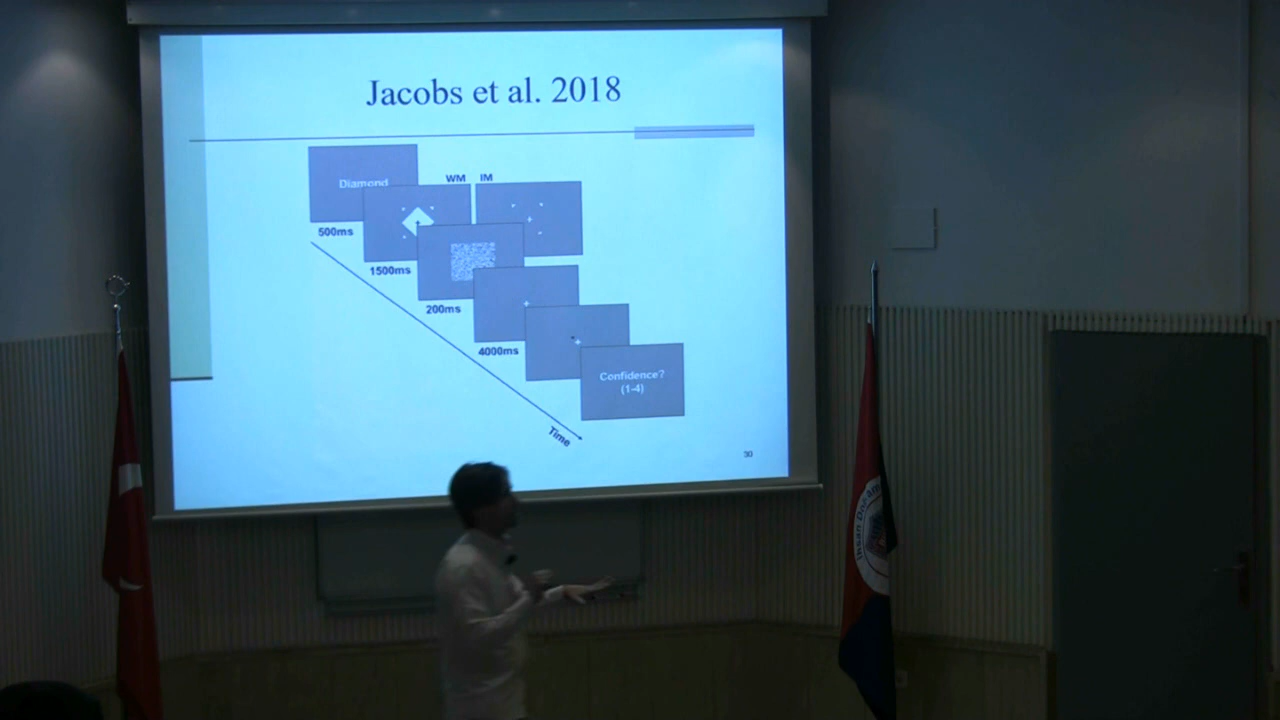 Jacobs et al. 2018
Diamond
WM IM
500ms
1500ms
200ms
4000ms
Confidence?
(1-4)
Time
30